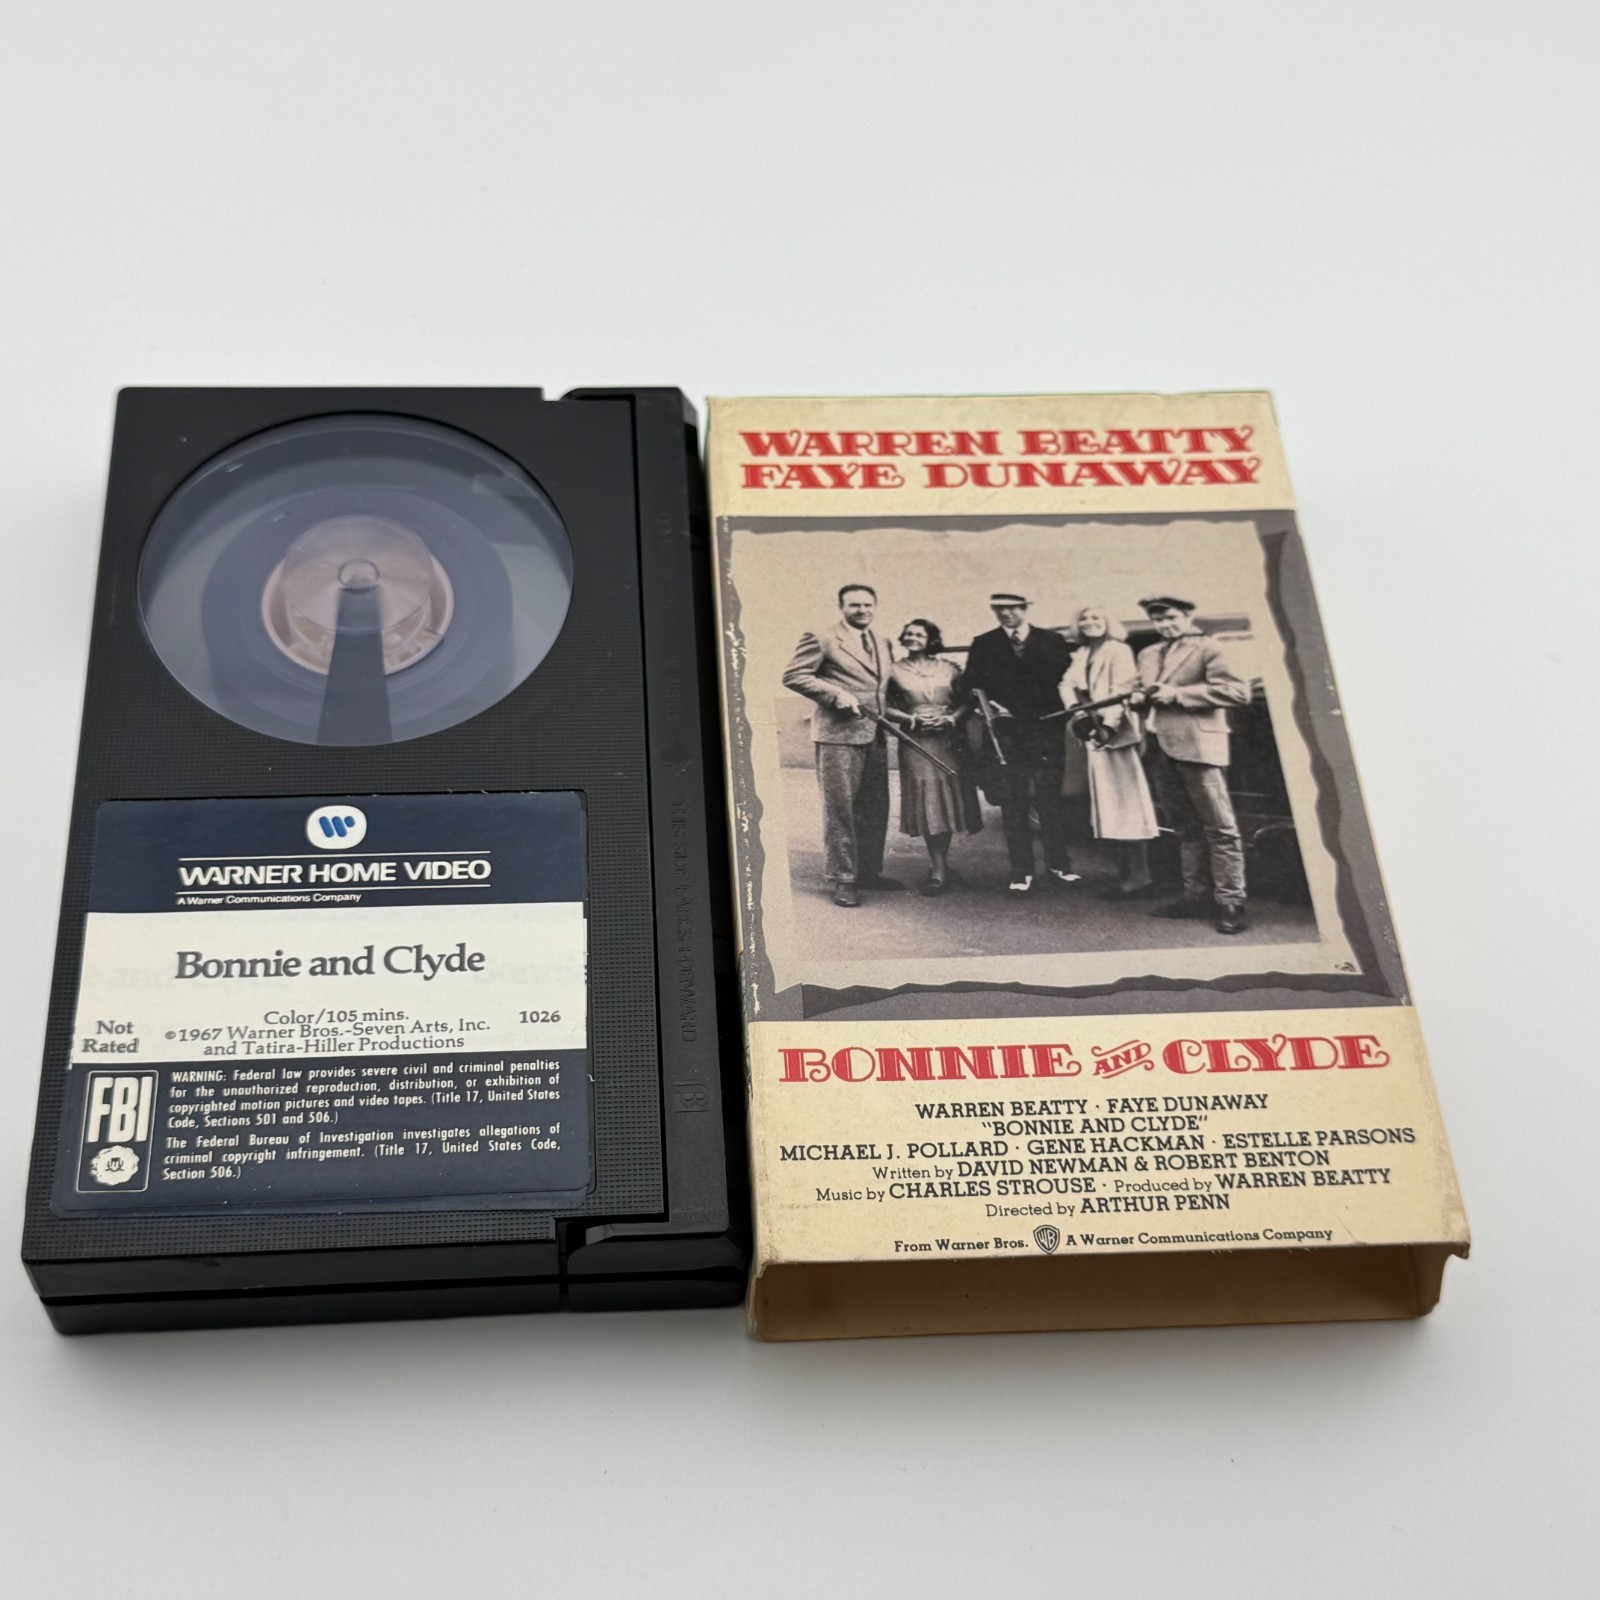 WARNER HOME VIDEO
A Warner Communications Company
Bonnie and Clyde
Color/105 mins.
1026
Not
Rated
©1967 Warner Bros.-Seven Arts, Inc.
and Tatira-Hiller Productions
FBI
WARNING: Federal law provides severe civil and criminal penalties
for the unauthorized reproduction, distribution, or exhibition of
copyrighted motion pictures and video tapes. (Title 17, United States
Code, Sections 501 and 506.)
The Federal Bureau of Investigation investigates allegations of
criminal copyright infringement. (Title 17, United States Code,
Section 506.)
THIS SIDE FACES FORWARD
WARREN BEATTY
FAYE DUNAWAY
BONNIE AND CLYDE
WARREN BEATTY · FAYE DUNAWAY
"BONNIE AND CLYDE"
MICHAEL J. POLLARD · GENE HACKMAN · ESTELLE PARSONS
Written by DAVID NEWMAN & ROBERT BENTON
Music by CHARLES STROUSE · Produced by WARREN BEATTY
Directed by ARTHUR PENN
From Warner Bros. WB A Warner Communications Company